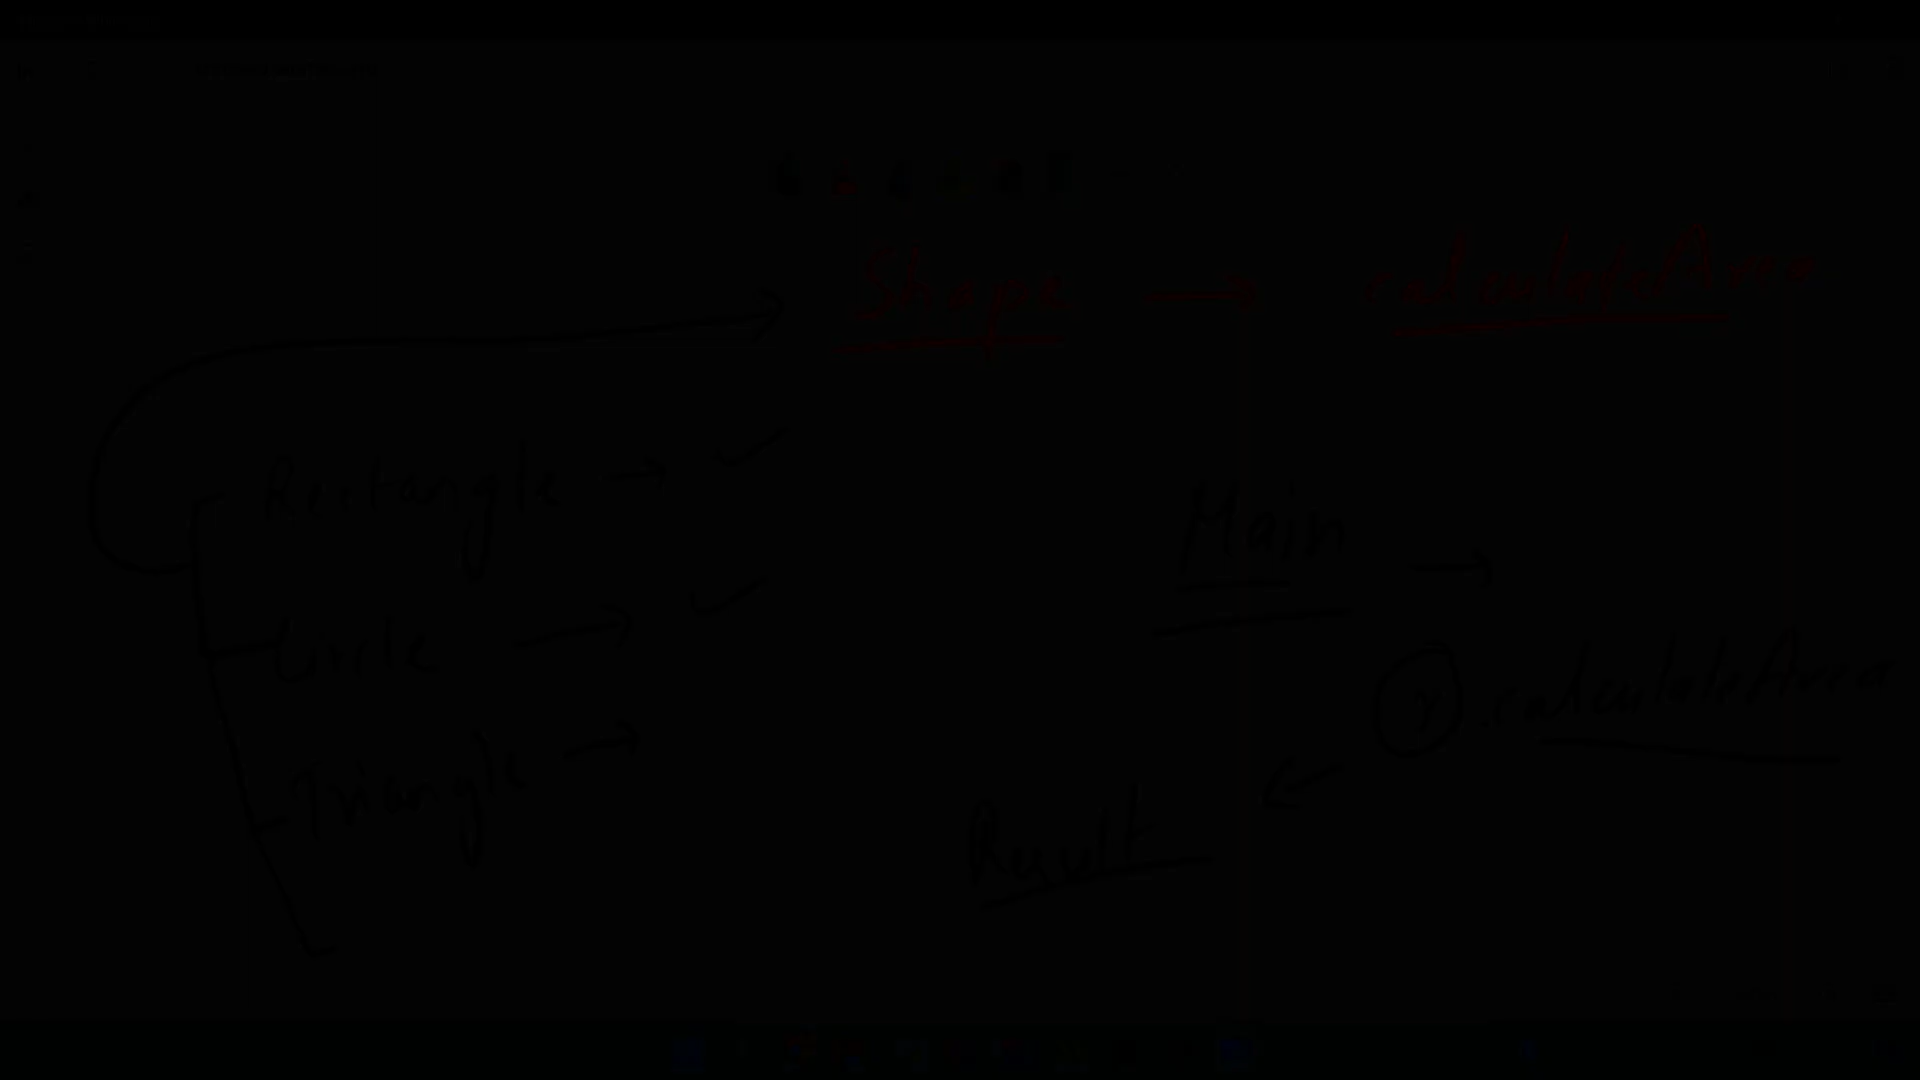 Shape → calculateArea
Rectangle → ✓
Main →
Circle → ✓
r .calculateArea
Triangle →
Result